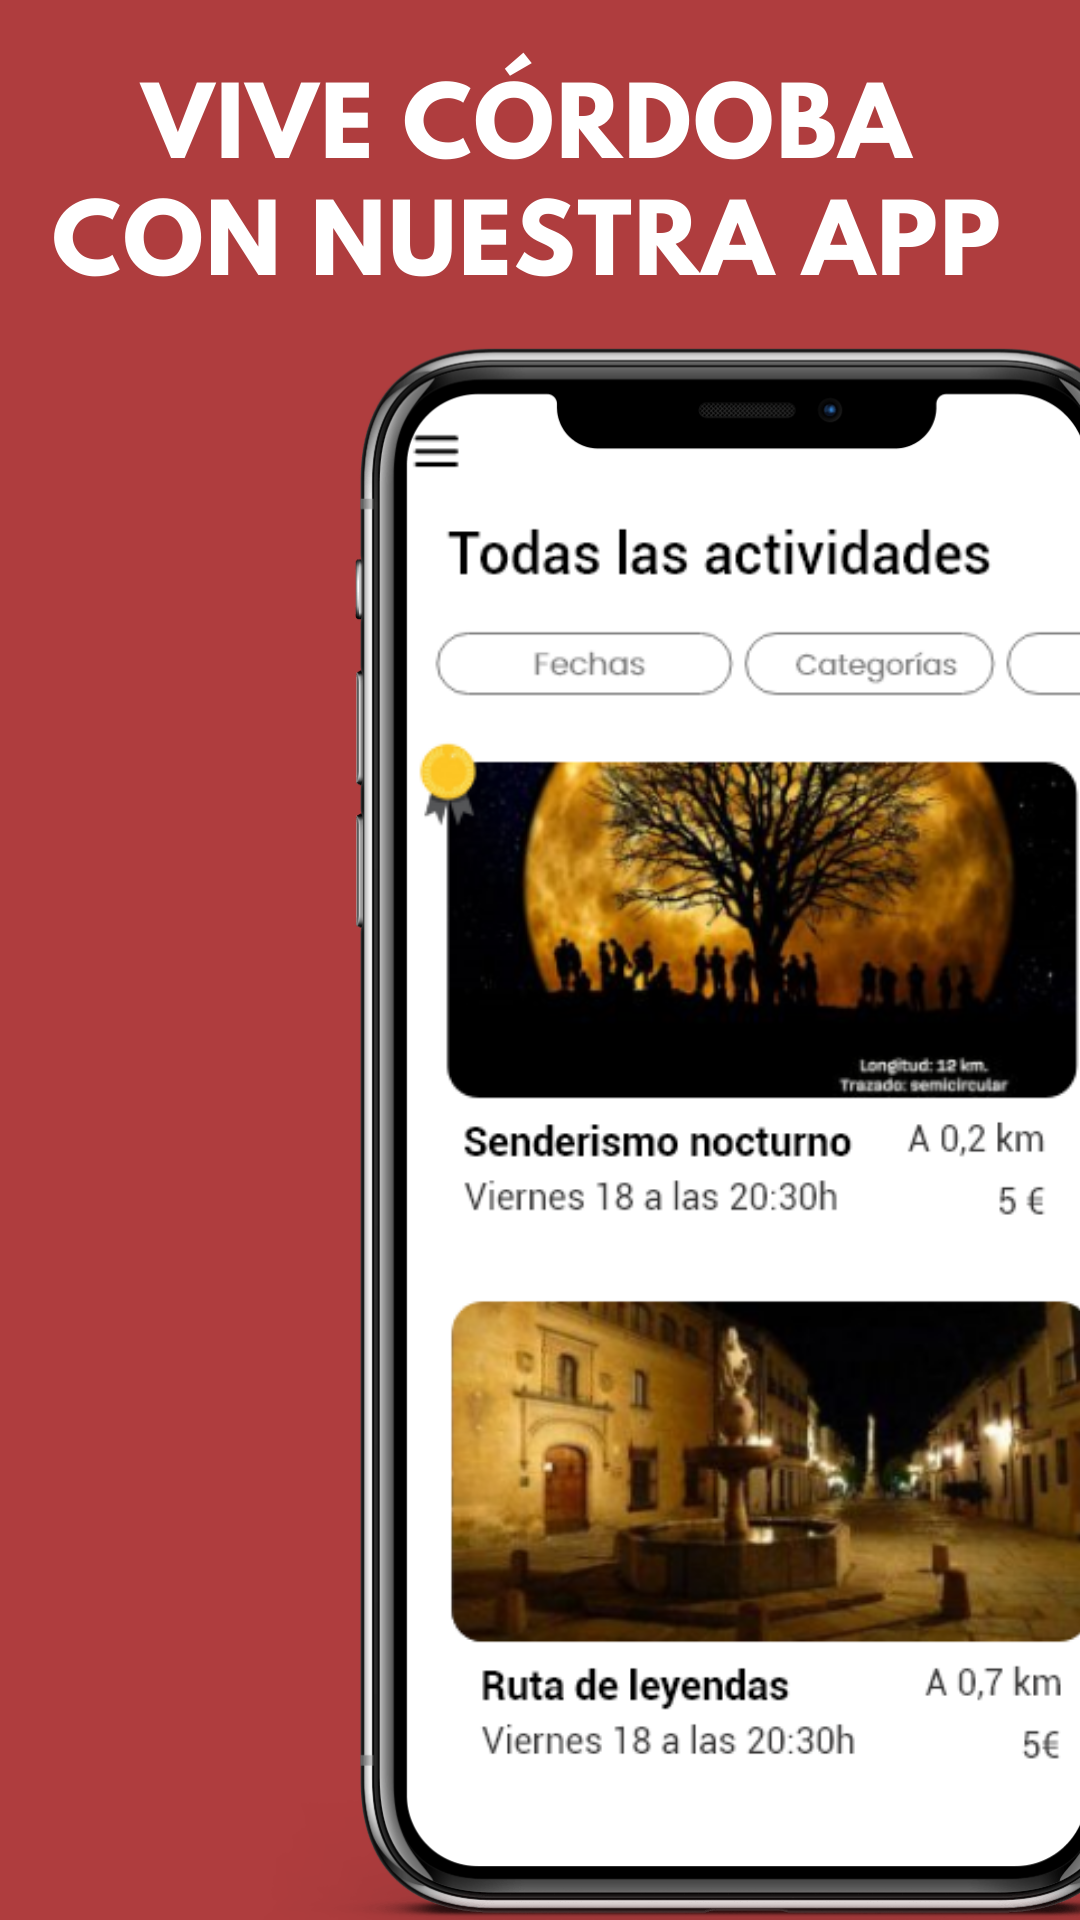 VIVE CÓRDOBA
CON NUESTRA APP
Todas las actividades
Fechas
Categorías
Longitud: 12 km.
Trazado: semicircular
Senderismo nocturno
A 0,2 km
Viernes 18 a las 20:30h
5 €
Ruta de leyendas
A 0,7 km
Viernes 18 a las 20:30h
5€